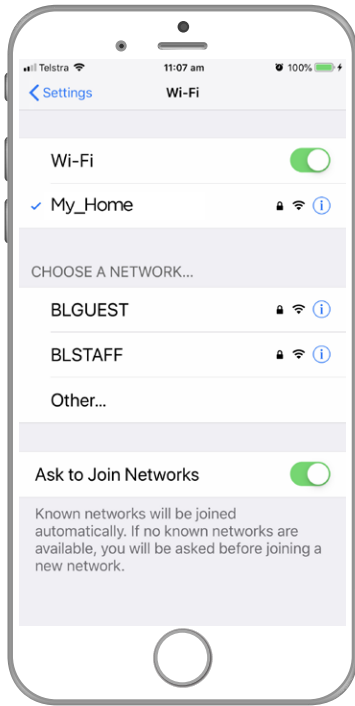 Telstra 11:07 am 100%
Settings Wi-Fi
Wi-Fi
My_Home
CHOOSE A NETWORK...
BLGUEST
BLSTAFF
Other...
Ask to Join Networks
Known networks will be joined
automatically. If no known networks are
available, you will be asked before joining a
new network.